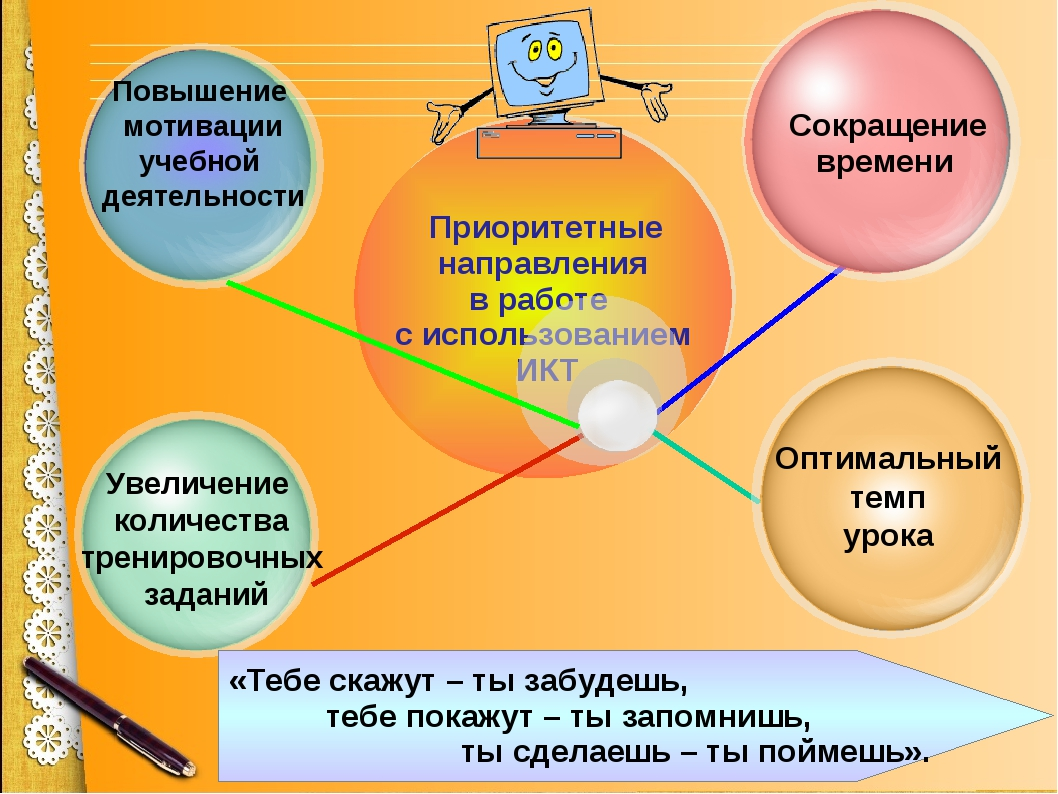 Повышение
мотивации
учебной
деятельности
Сокращение
времени
Приоритетные
направления
в работе
с использованием
ИКТ
Увеличение
количества
тренировочных
заданий
Оптимальный
темп
урока
«Тебе скажут – ты забудешь,
тебе покажут – ты запомнишь,
ты сделаешь – ты поймешь».